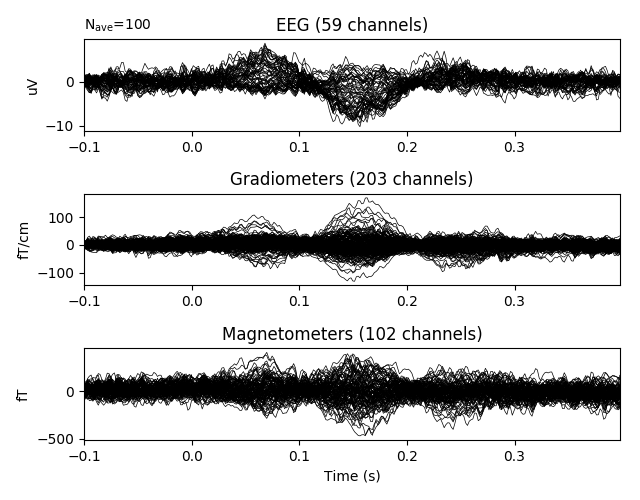 N_ave=100
EEG (59 channels)
uV
0
−10
−0.1 0.0 0.1 0.2 0.3
Gradiometers (203 channels)
fT/cm
100
0
−100
−0.1 0.0 0.1 0.2 0.3
Magnetometers (102 channels)
fT
0
−500
−0.1 0.0 0.1 0.2 0.3
Time (s)